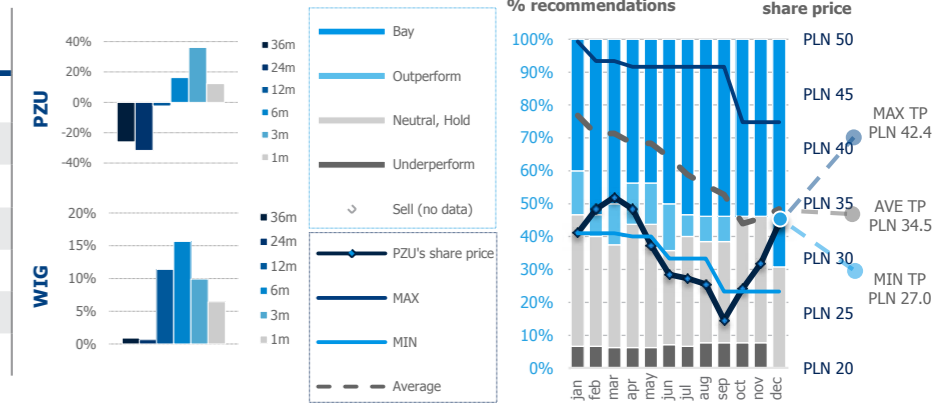 PZU
40%
20%
0%
-20%
-40%
36m
24m
12m
6m
3m
1m
WIG
20%
15%
10%
5%
0%
36m
24m
12m
6m
3m
1m
Bay
Outperform
Neutral, Hold
Underperform
Sell (no data)
PZU's share price
MAX
MIN
Average
% recommendations
share price
100%
90%
80%
70%
60%
50%
40%
30%
20%
10%
0%
jan
feb
mar
apr
may
jun
jul
aug
sep
oct
nov
dec
PLN 50
PLN 45
PLN 40
PLN 35
PLN 30
PLN 25
PLN 20
MAX TP
PLN 42.4
AVE TP
PLN 34.5
MIN TP
PLN 27.0